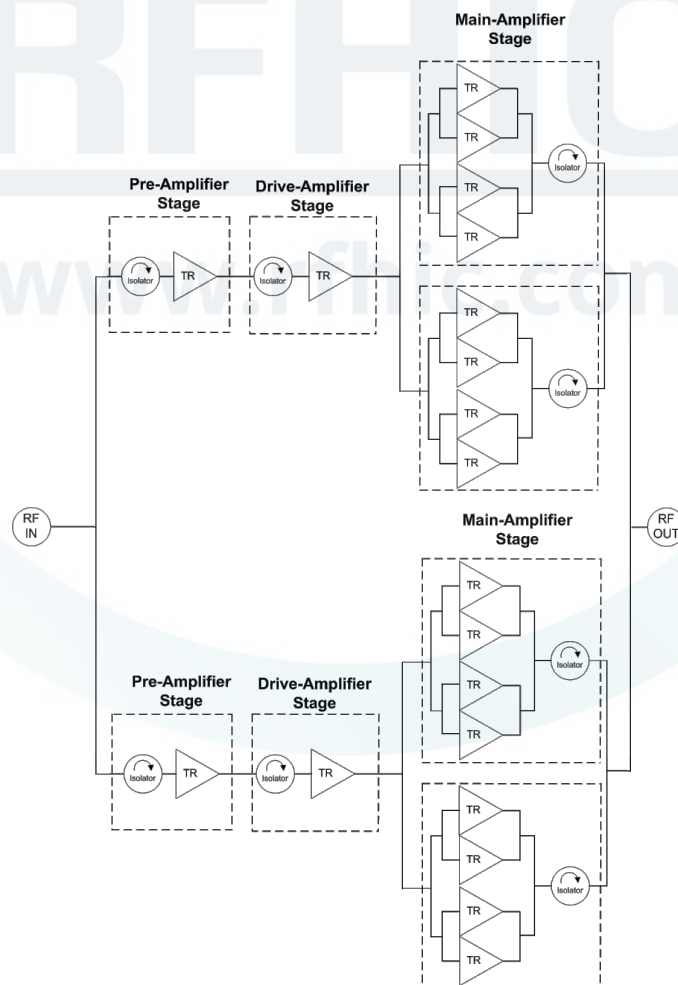 RFHIC
www.rfhic.com
Main-Amplifier
Stage
TR
TR
TR
TR
Isolator
Pre-Amplifier
Stage
Drive-Amplifier
Stage
Isolator
TR
Isolator
TR
TR
TR
TR
TR
Isolator
RF
IN
RF
OUT
Main-Amplifier
Stage
TR
TR
TR
TR
Isolator
Pre-Amplifier
Stage
Drive-Amplifier
Stage
Isolator
TR
Isolator
TR
TR
TR
TR
TR
Isolator